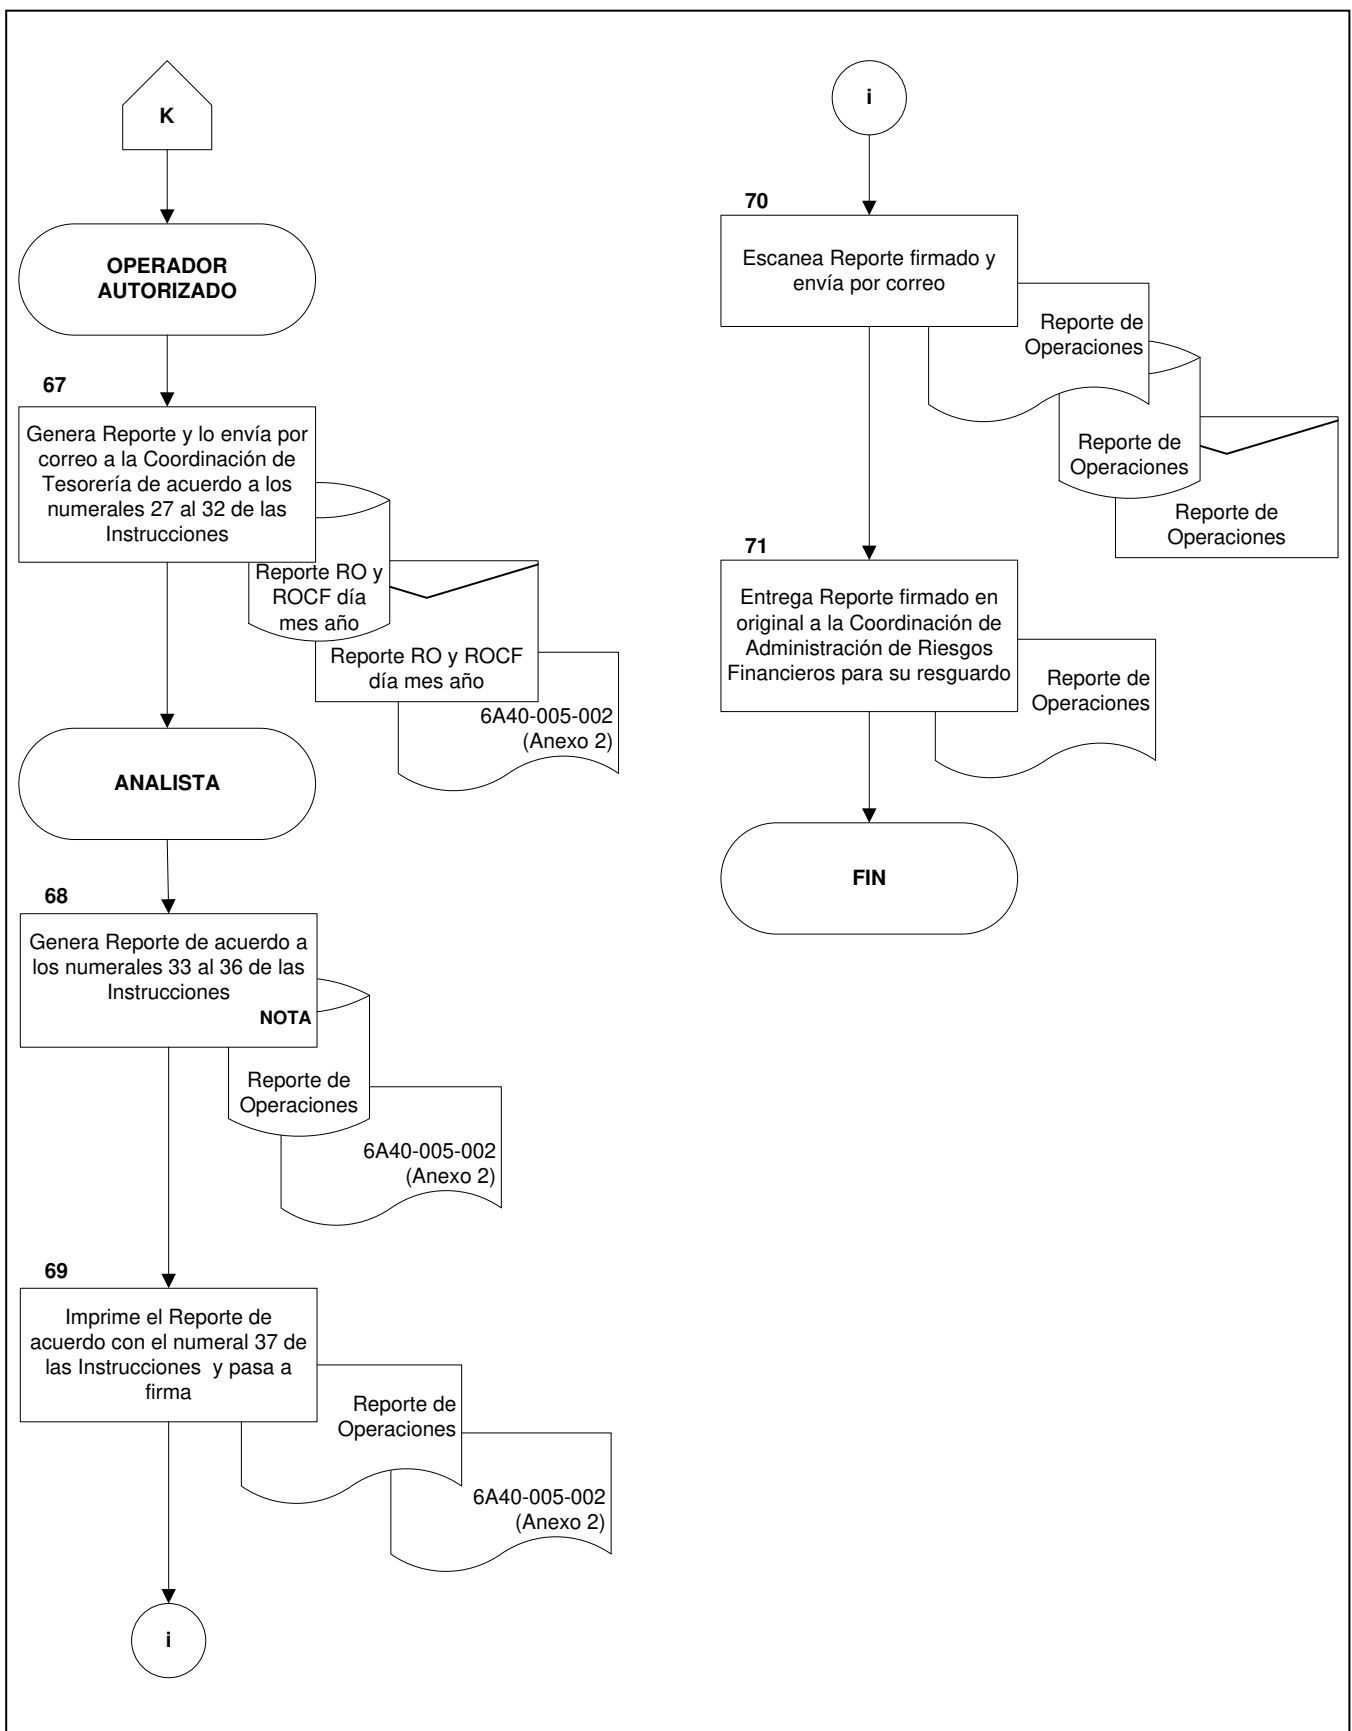 K
OPERADOR
AUTORIZADO
67
Genera Reporte y lo envía por
correo a la Coordinación de
Tesorería de acuerdo a los
numerales 27 al 32 de las
Instrucciones
Reporte RO y
ROCF día
mes año
Reporte RO y ROCF
día mes año
6A40-005-002
(Anexo 2)
ANALISTA
68
Genera Reporte de acuerdo a
los numerales 33 al 36 de las
Instrucciones
NOTA
Reporte de
Operaciones
6A40-005-002
(Anexo 2)
69
Imprime el Reporte de
acuerdo con el numeral 37 de
las Instrucciones  y pasa a
firma
Reporte de
Operaciones
6A40-005-002
(Anexo 2)
i
i
70
Escanea Reporte firmado y
envía por correo
Reporte de
Operaciones
Reporte de
Operaciones
Reporte de
Operaciones
71
Entrega Reporte firmado en
original a la Coordinación de
Administración de Riesgos
Financieros para su resguardo
Reporte de
Operaciones
FIN